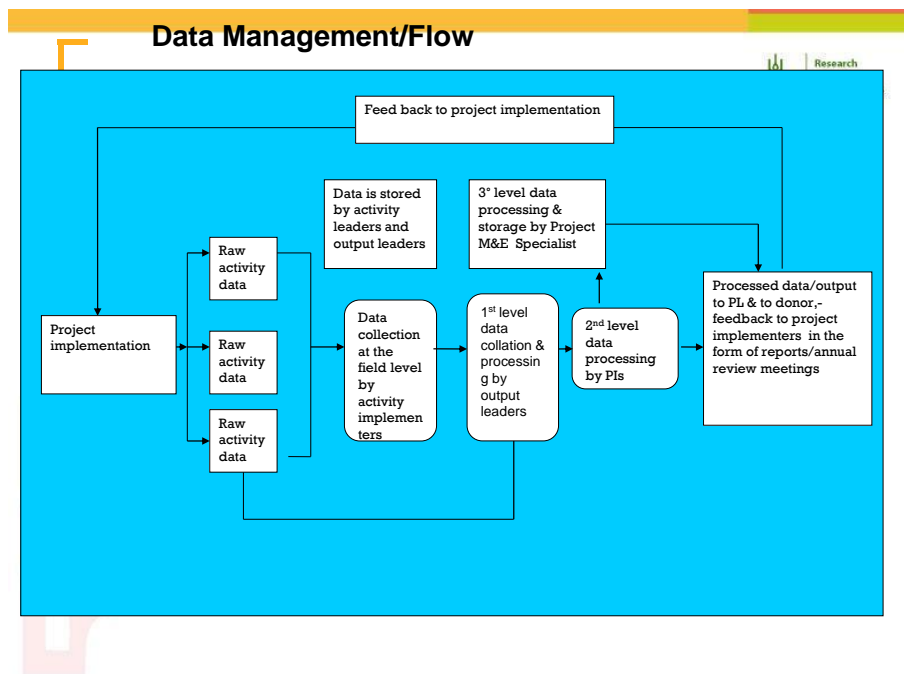 Data Management/Flow
Research
Feed back to project implementation
Data is stored
by activity
leaders and
output leaders
3° level data
processing &
storage by Project
M&E Specialist
Raw
activity
data
Project
implementation
Raw
activity
data
Raw
activity
data
Data
collection
at the
field level
by
activity
implemen
ters
1st level
data
collation &
processin
g by
output
leaders
2nd level
data
processing
by PIs
Processed data/output
to PL & to donor,-
feedback to project
implementers in the
form of reports/annual
review meetings